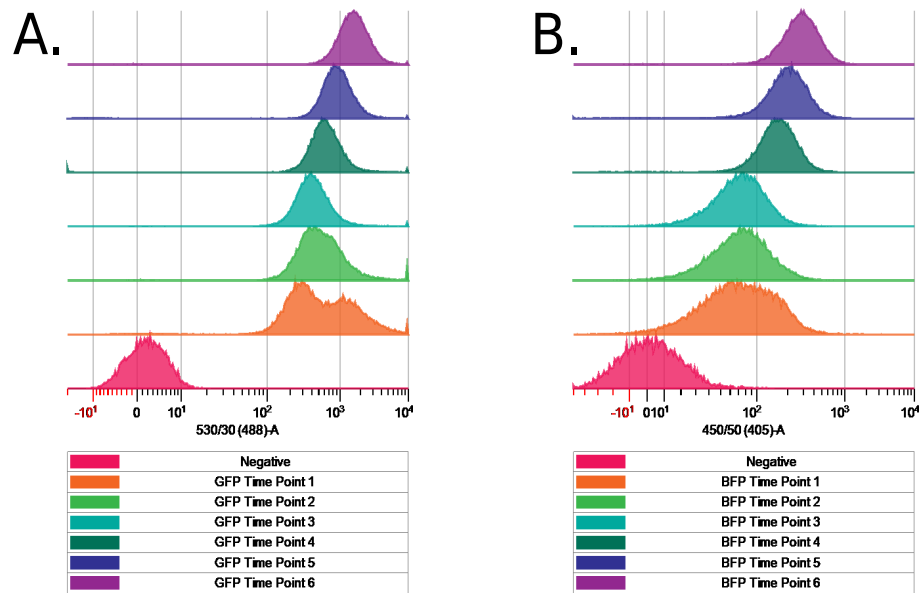 A.
B.
-10¹ 0 10¹ 10² 10³ 10⁴
530/30 (488)-A
-10¹ 0 10¹ 10² 10³ 10⁴
450/50 (405)-A
Negative
GFP Time Point 1
GFP Time Point 2
GFP Time Point 3
GFP Time Point 4
GFP Time Point 5
GFP Time Point 6
Negative
BFP Time Point 1
BFP Time Point 2
BFP Time Point 3
BFP Time Point 4
BFP Time Point 5
BFP Time Point 6